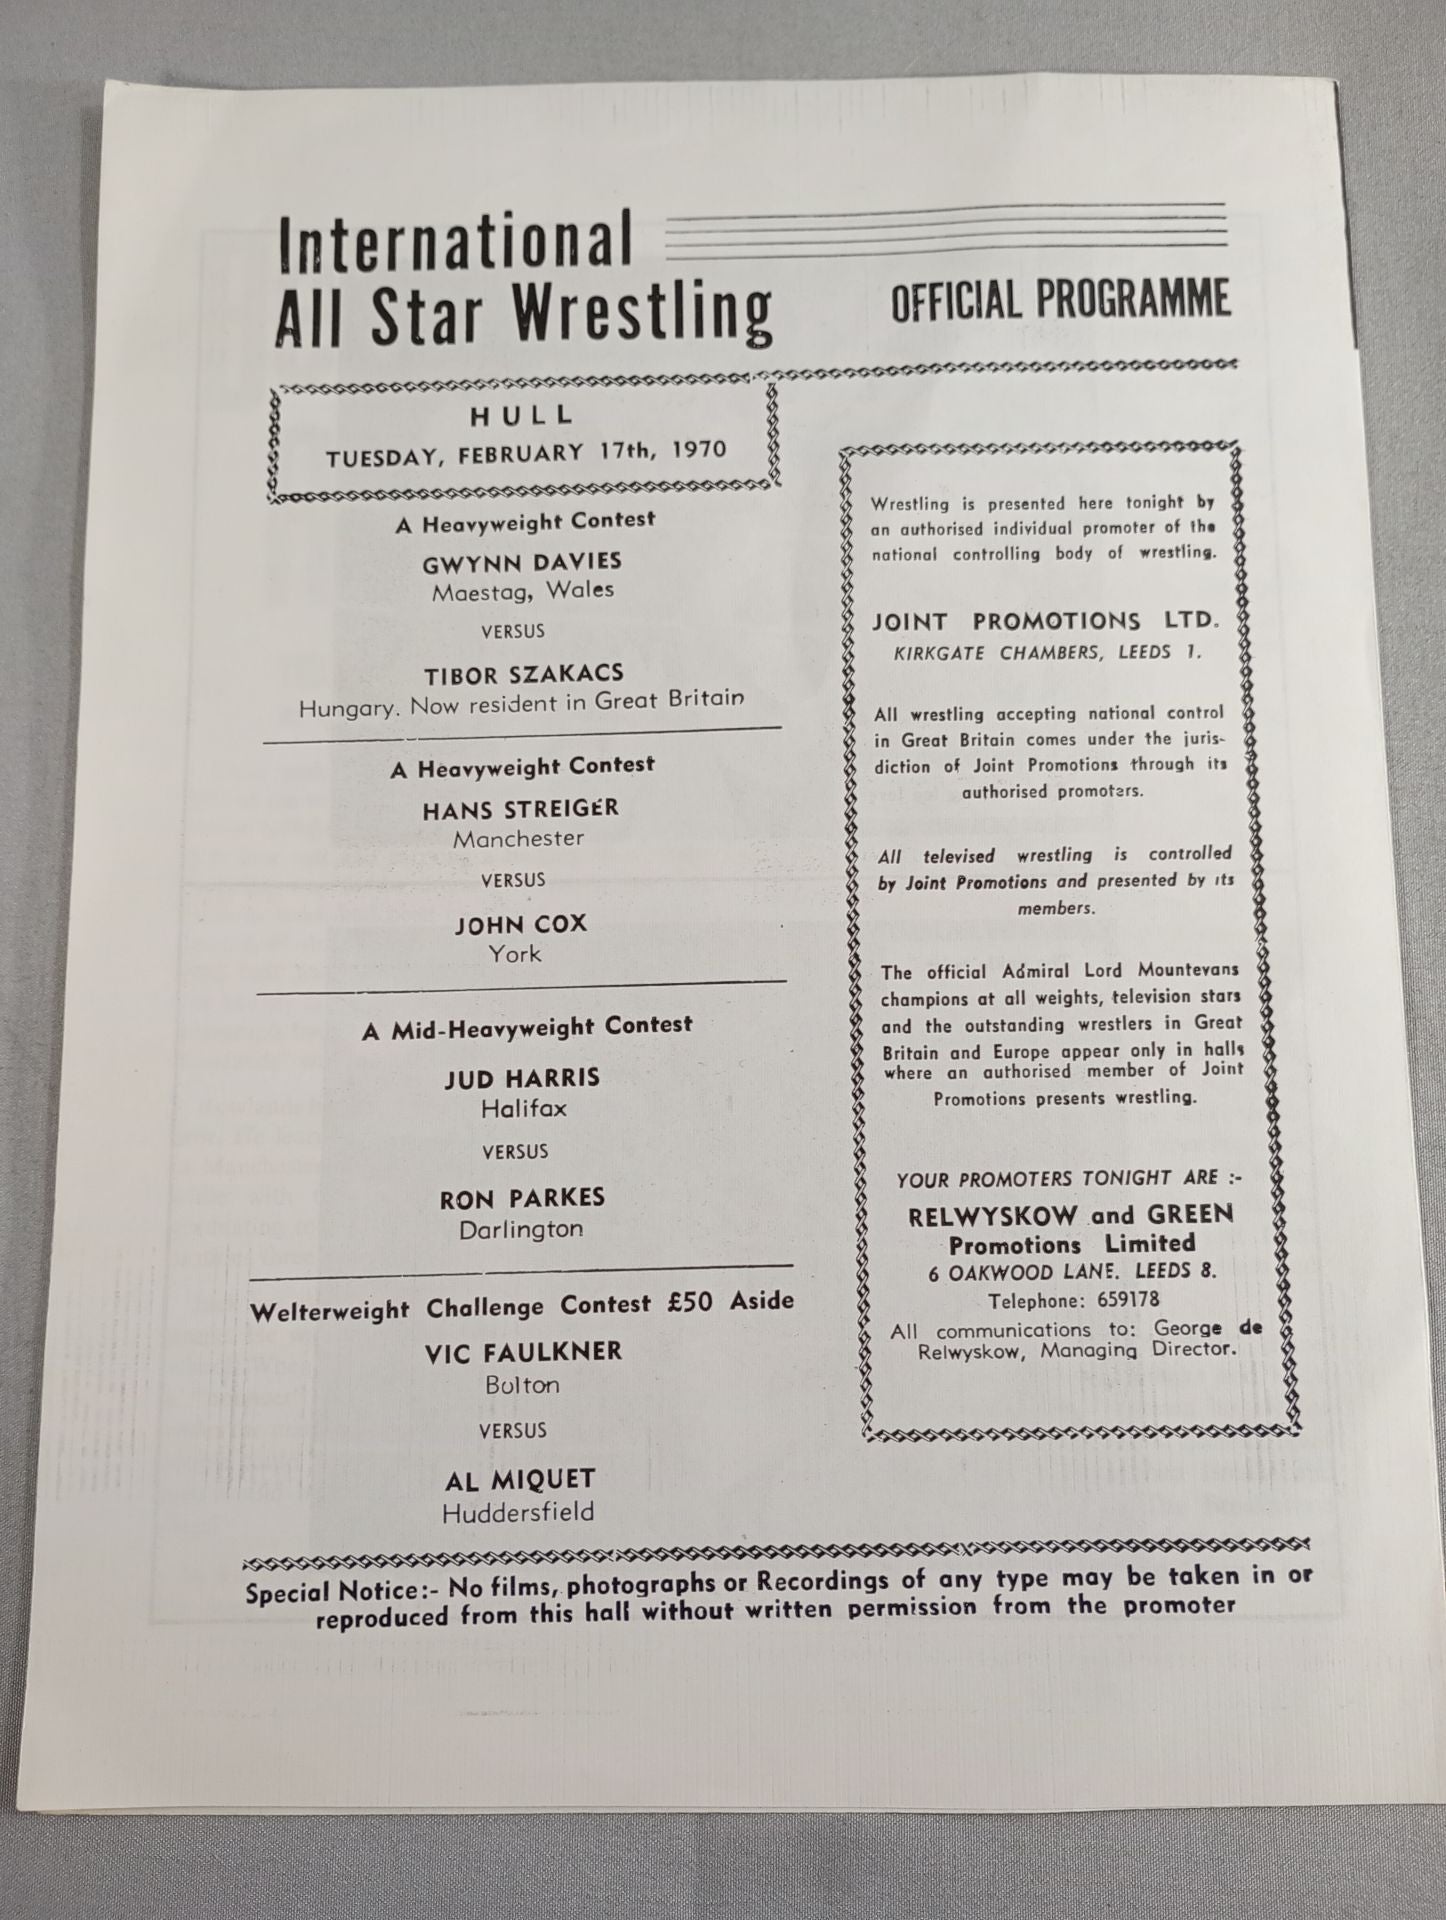 International
All Star Wrestling
OFFICIAL PROGRAMME
HULL
TUESDAY, FEBRUARY 17th, 1970
A Heavyweight Contest
GWYNN DAVIES
Maestag, Wales
VERSUS
TIBOR SZAKACS
Hungary. Now resident in Great Britain
A Heavyweight Contest
HANS STREIGER
Manchester
VERSUS
JOHN COX
York
A Mid-Heavyweight Contest
JUD HARRIS
Halifax
VERSUS
RON PARKES
Darlington
Welterweight Challenge Contest £50 Aside
VIC FAULKNER
Bolton
VERSUS
AL MIQUET
Huddersfield
Wrestling is presented here tonight by
an authorised individual promoter of the
national controlling body of wrestling.
JOINT PROMOTIONS LTD.
KIRKGATE CHAMBERS, LEEDS 1.
All wrestling accepting national control
in Great Britain comes under the juris-
diction of Joint Promotions through its
authorised promoters.
All televised wrestling is controlled
by Joint Promotions and presented by its
members.
The official Admiral Lord Mountevans
champions at all weights, television stars
and the outstanding wrestlers in Great
Britain and Europe appear only in halls
where an authorised member of Joint
Promotions presents wrestling.
YOUR PROMOTERS TONIGHT ARE :-
RELWYSKOW and GREEN
Promotions Limited
6 OAKWOOD LANE. LEEDS 8.
Telephone: 659178
All communications to: George de
Relwyskow, Managing Director.
Special Notice:- No films, photographs or Recordings of any type may be taken in or
reproduced from this hall without written permission from the promoter